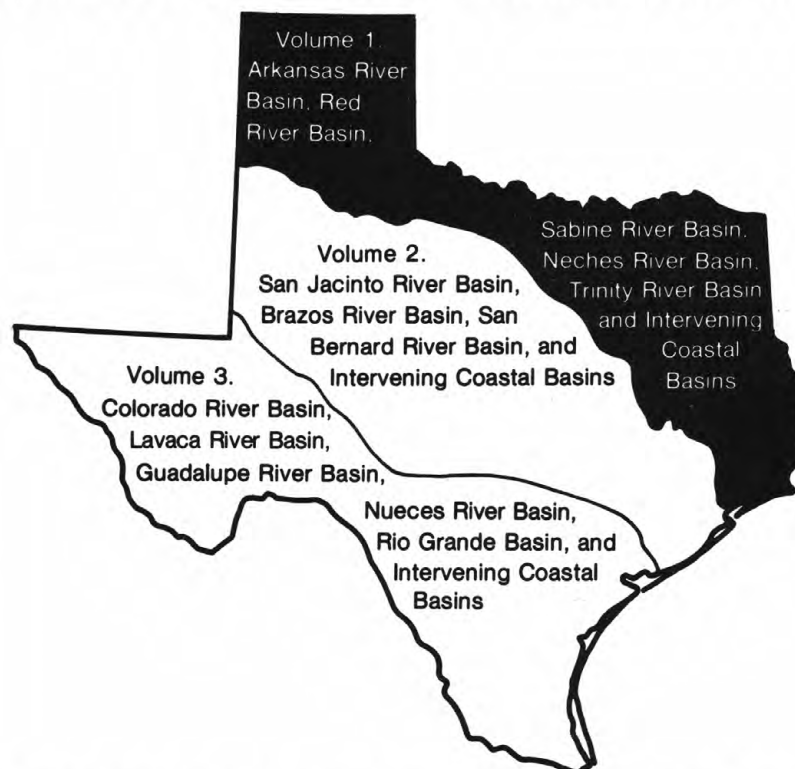 Volume 1.
Arkansas River
Basin, Red
River Basin,
Sabine River Basin,
Neches River Basin,
Trinity River Basin
and Intervening
Coastal
Basins
Volume 2.
San Jacinto River Basin,
Brazos River Basin, San
Bernard River Basin, and
Intervening Coastal Basins
Volume 3.
Colorado River Basin,
Lavaca River Basin,
Guadalupe River Basin,
Nueces River Basin,
Rio Grande Basin, and
Intervening Coastal
Basins